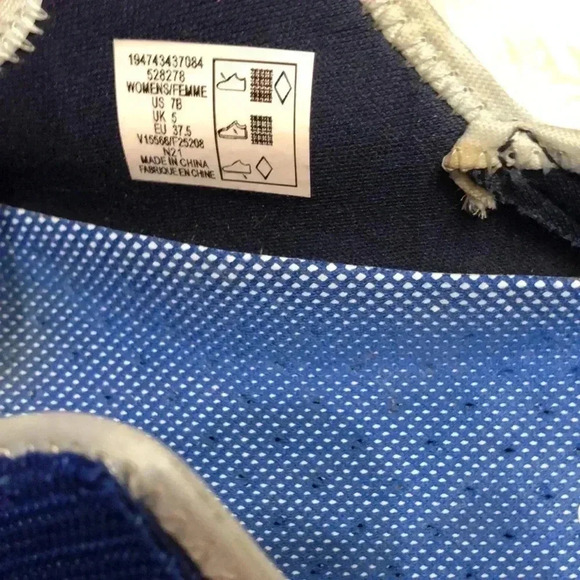 194743437084
528278
WOMENS/FEMME
US 7B
UK 5
EU 37.5
V15566/F25208
N21
MADE IN CHINA
FABRIQUE EN CHINE